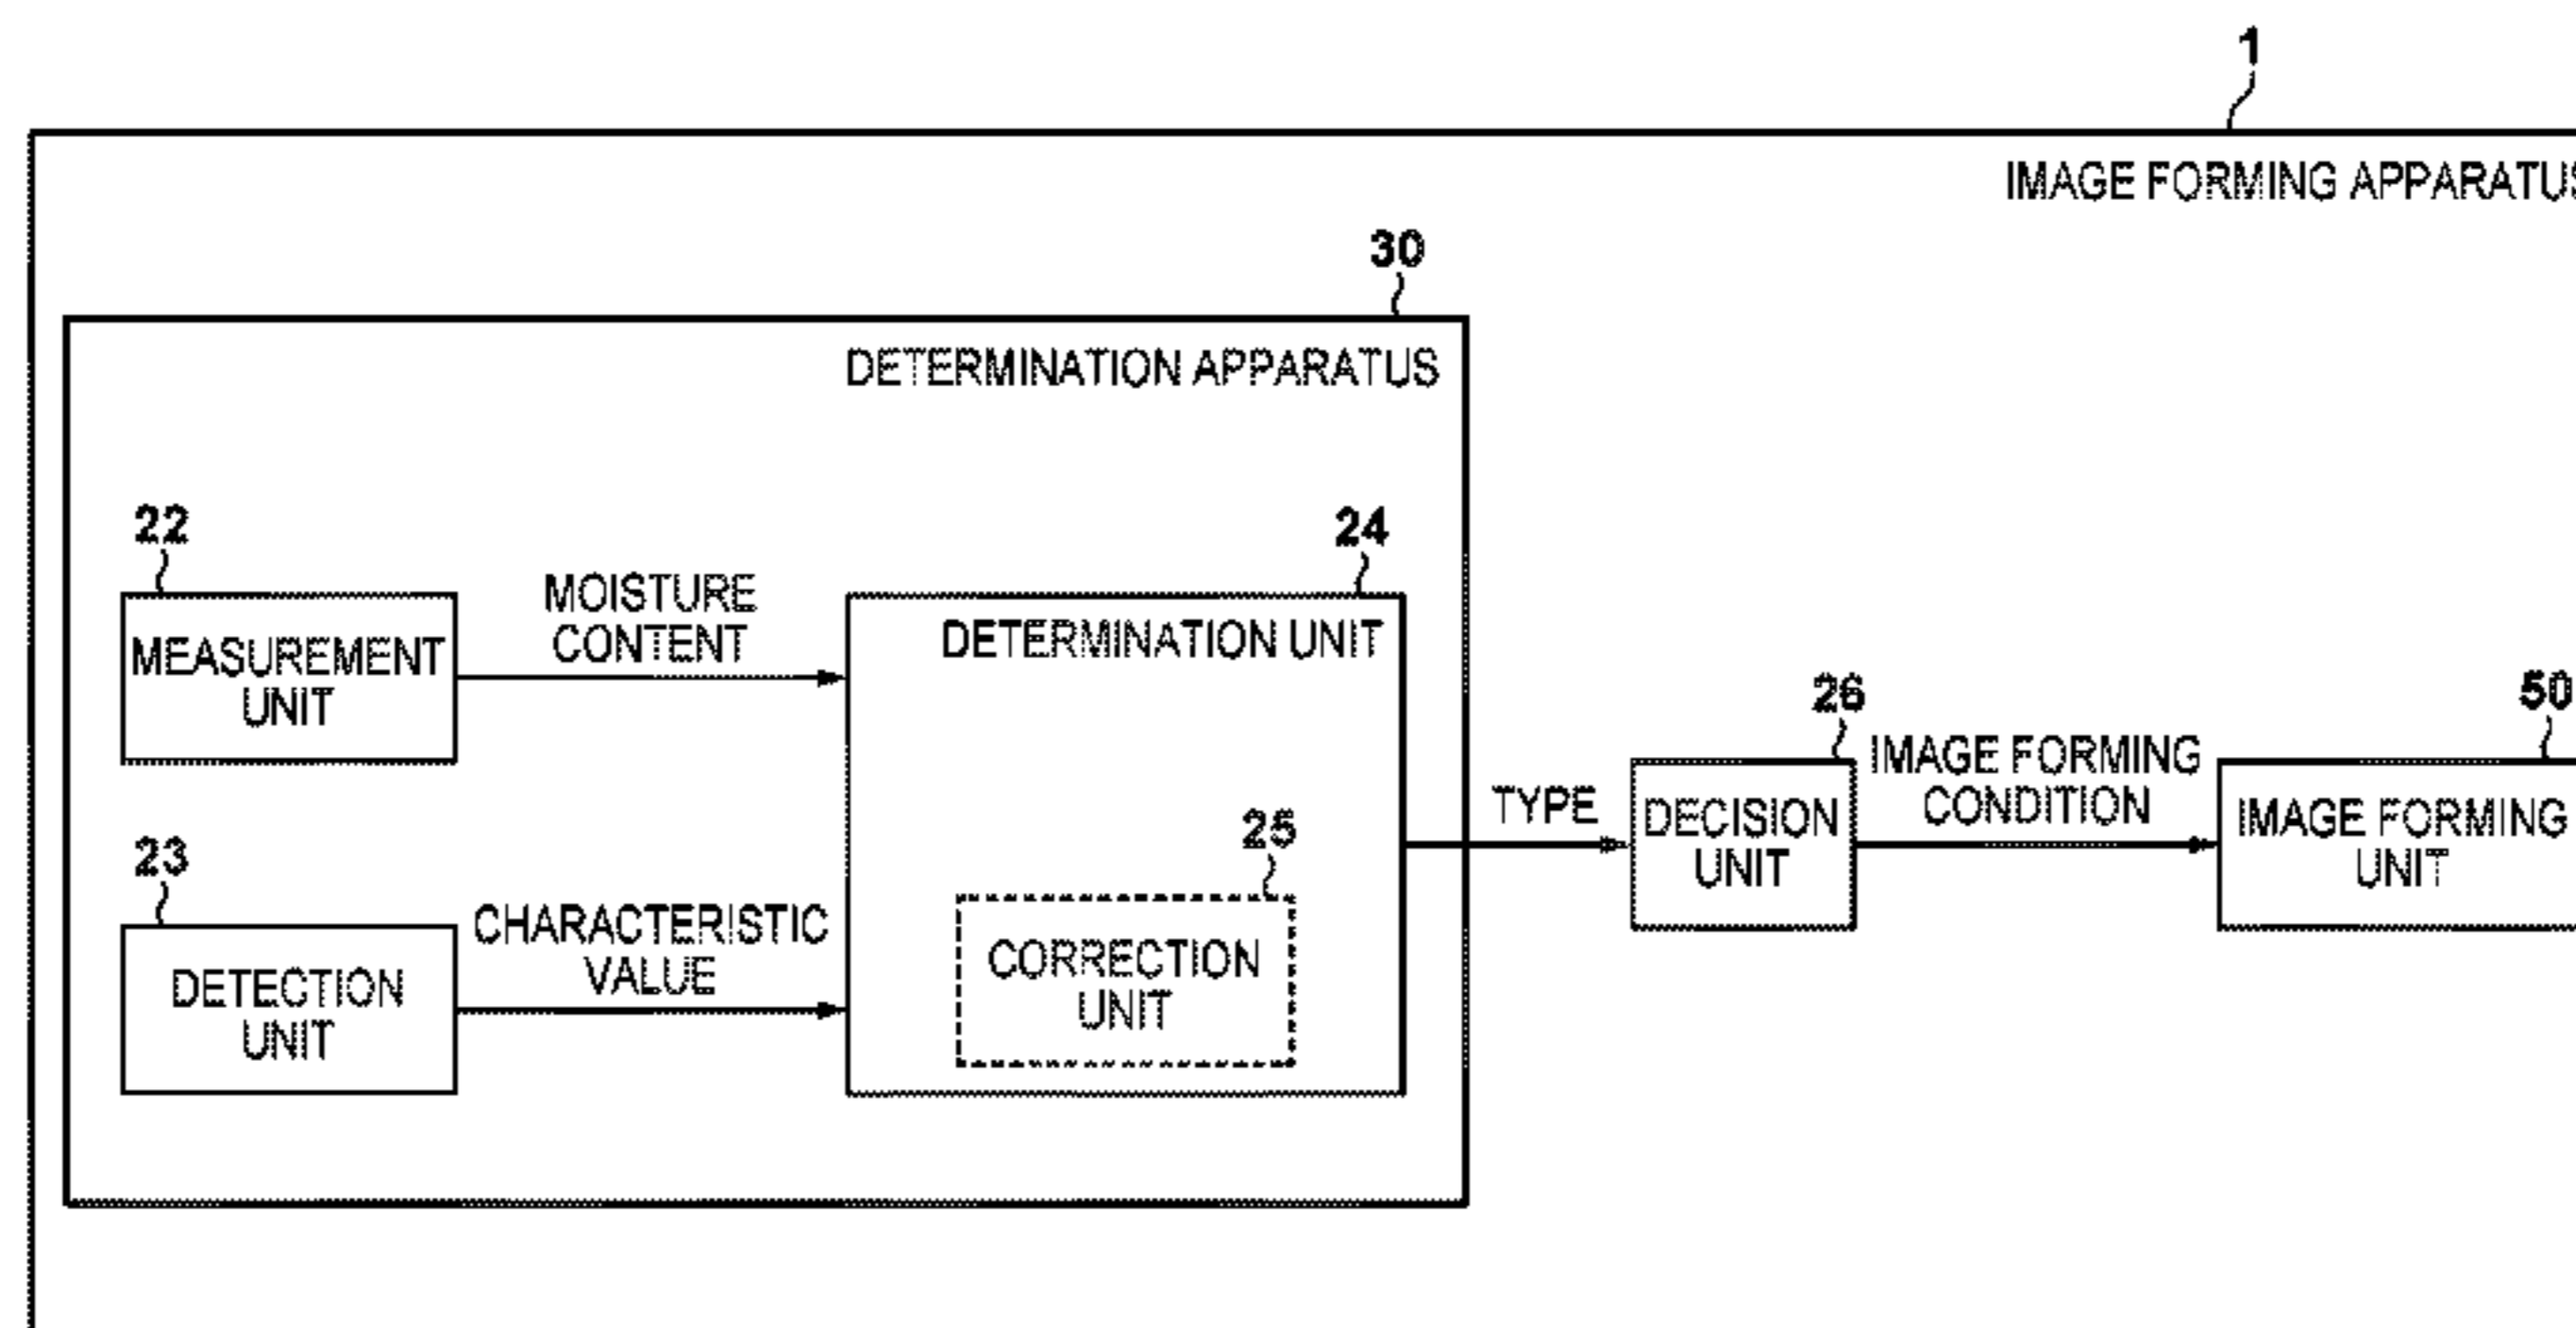 1
IMAGE FORMING APPARATUS
30
DETERMINATION APPARATUS
22
MEASUREMENT
UNIT
MOISTURE
CONTENT
24
DETERMINATION UNIT
23
DETECTION
UNIT
CHARACTERISTIC
VALUE
25
CORRECTION
UNIT
TYPE
26
DECISION
UNIT
IMAGE FORMING
CONDITION
50
IMAGE FORMING
UNIT